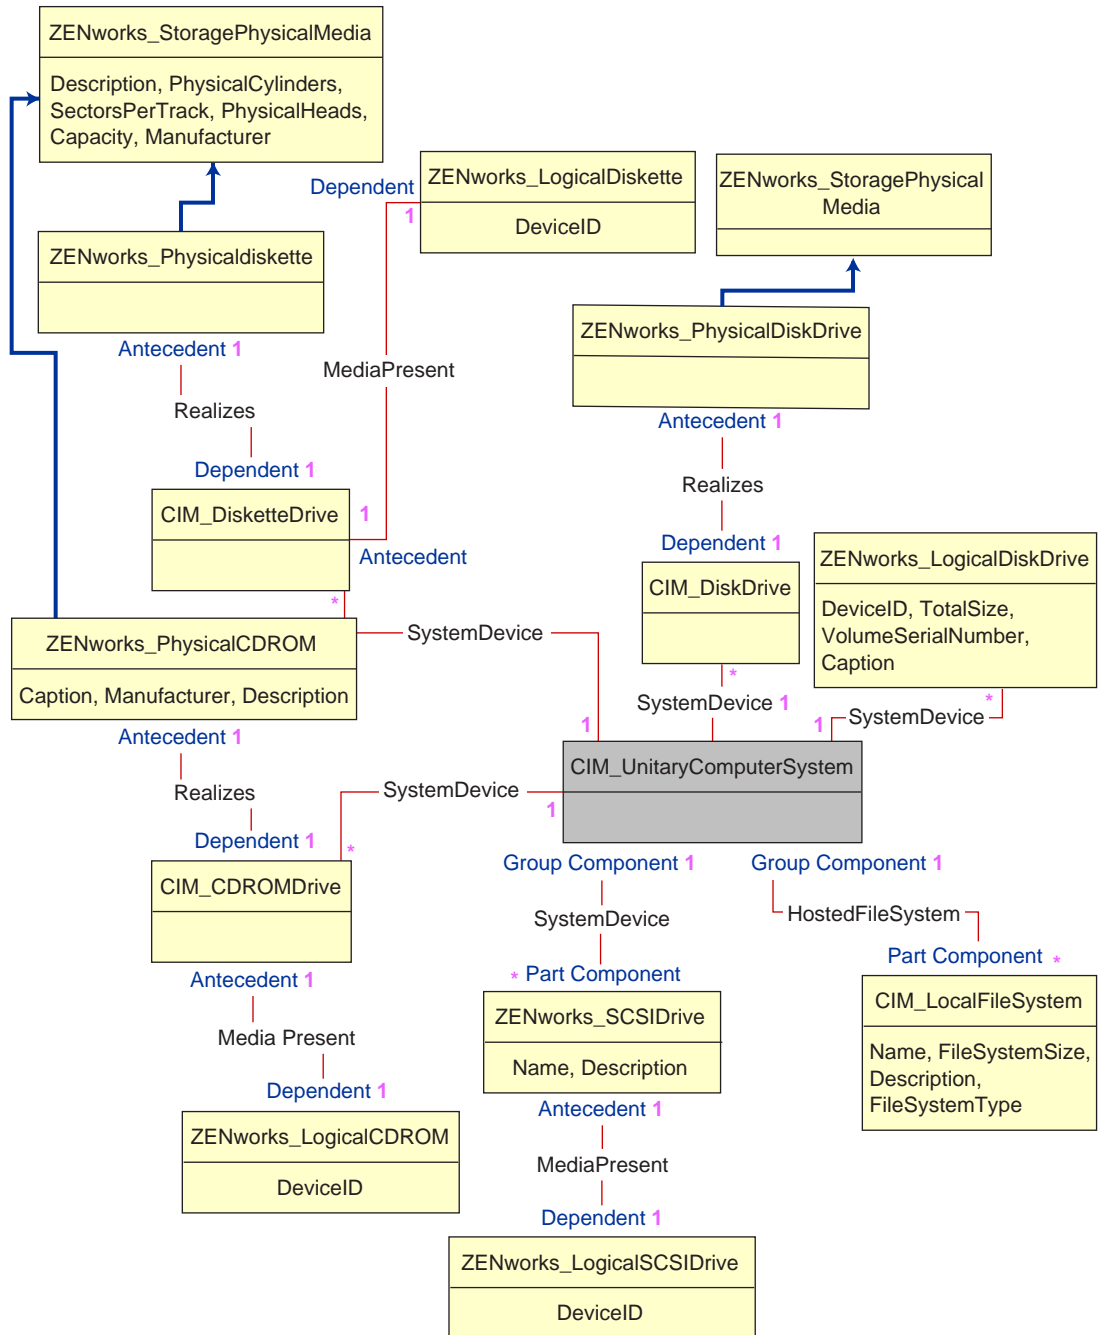 ZENworks_StoragePhysicalMedia
Description, PhysicalCylinders,
SectorsPerTrack, PhysicalHeads,
Capacity, Manufacturer
ZENworks_LogicalDiskette
DeviceID
Dependent
1
ZENworks_StoragePhysical
Media
ZENworks_Physicaldiskette
Antecedent 1
Realizes
Dependent 1
MediaPresent
ZENworks_PhysicalDiskDrive
Antecedent 1
Realizes
Dependent 1
CIM_DisketteDrive
1
Antecedent
*
CIM_DiskDrive
*
SystemDevice 1
ZENworks_LogicalDiskDrive
DeviceID, TotalSize,
VolumeSerialNumber,
Caption
*
SystemDevice
1
ZENworks_PhysicalCDROM
Caption, Manufacturer, Description
SystemDevice
1
Antecedent 1
Realizes
Dependent 1
CIM_UnitaryComputerSystem
SystemDevice
1
*
CIM_CDROMDrive
Antecedent 1
Media Present
Dependent 1
ZENworks_LogicalCDROM
DeviceID
Group Component 1
SystemDevice
* Part Component
ZENworks_SCSIDrive
Name, Description
Antecedent 1
MediaPresent
Dependent 1
ZENworks_LogicalSCSIDrive
DeviceID
Group Component 1
HostedFileSystem
Part Component *
CIM_LocalFileSystem
Name, FileSystemSize,
Description,
FileSystemType